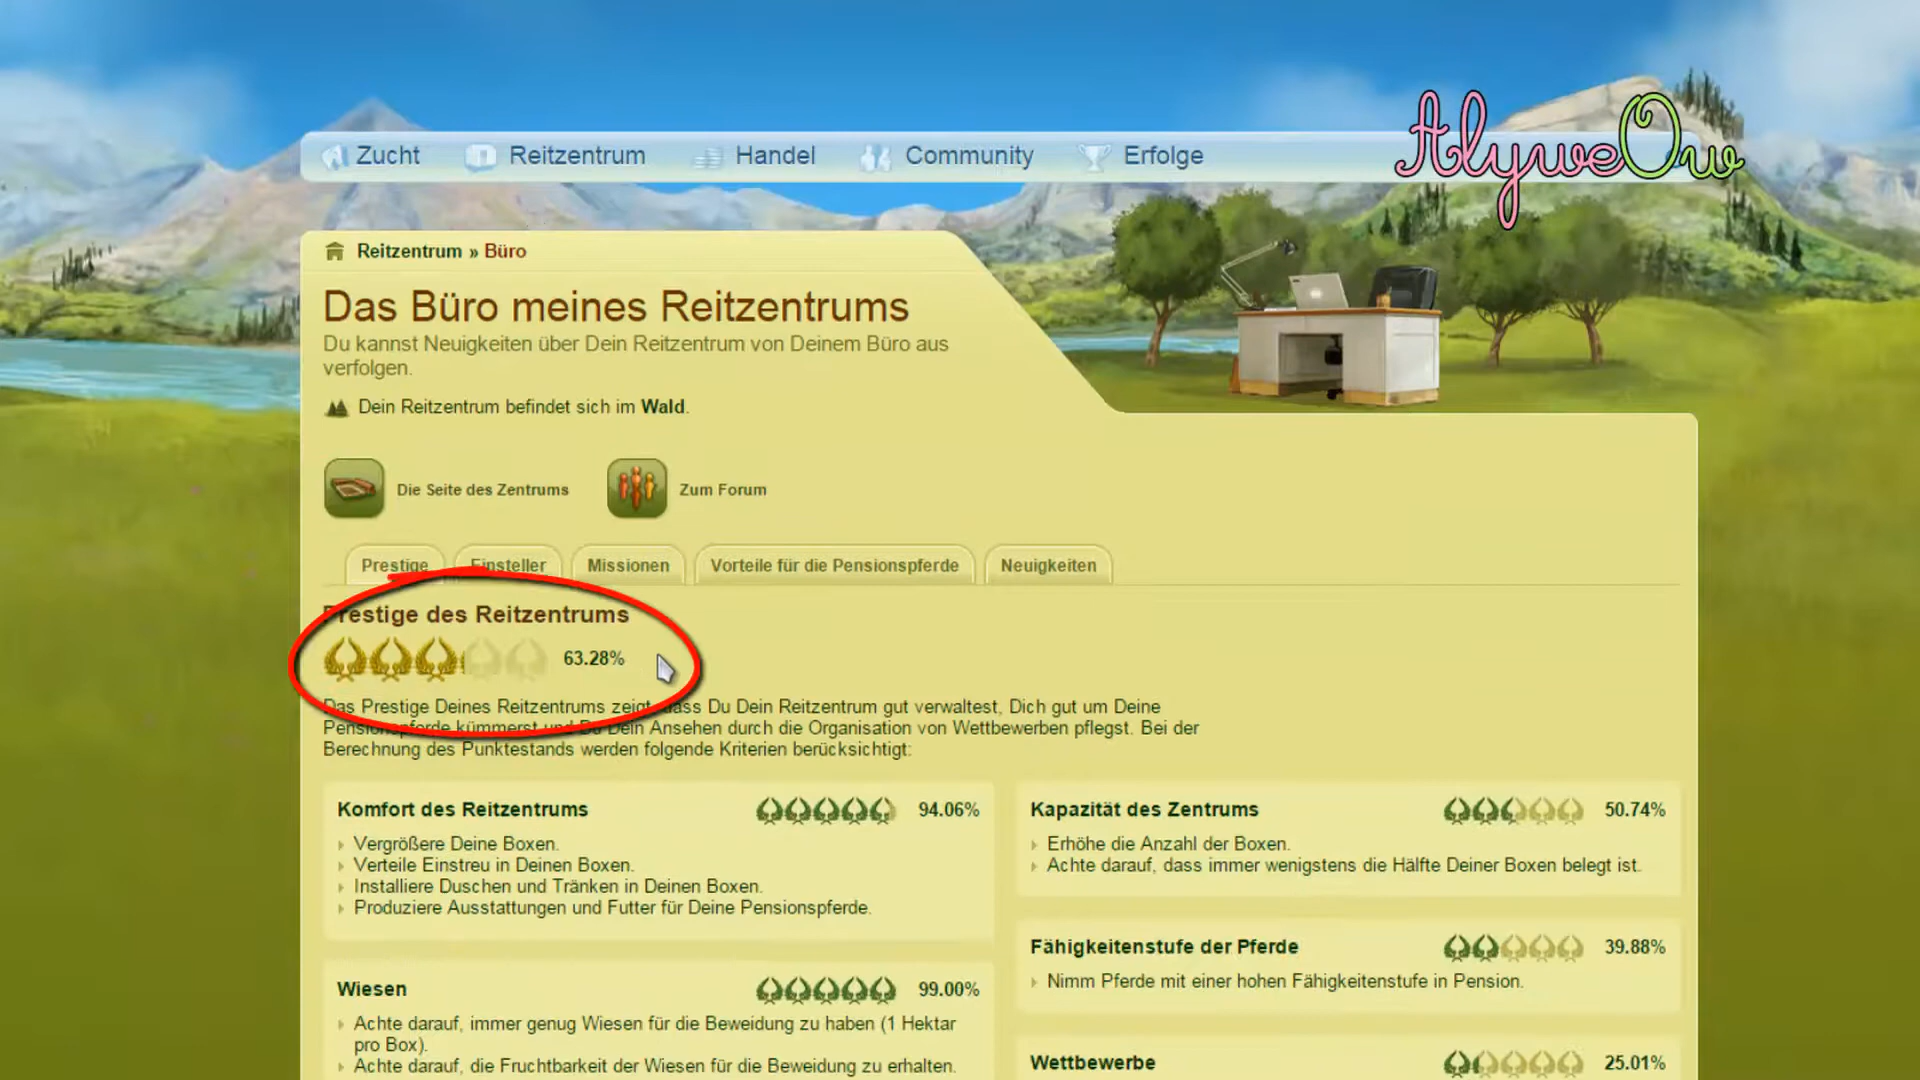 Zucht Reitzentrum Handel Community Erfolge
AlyweOw
Reitzentrum » Büro
Das Büro meines Reitzentrums
Du kannst Neuigkeiten über Dein Reitzentrum von Deinem Büro aus
verfolgen.
Dein Reitzentrum befindet sich im Wald.
Die Seite des Zentrums Zum Forum
Prestige Einsteller Missionen Vorteile für die Pensionspferde Neuigkeiten
Prestige des Reitzentrums
63.28%
Das Prestige Deines Reitzentrums zeigt, dass Du Dein Reitzentrum gut verwaltest, Dich gut um Deine
Pensionspferde kümmerst und Du Dein Ansehen durch die Organisation von Wettbewerben pflegst. Bei der
Berechnung des Punktestands werden folgende Kriterien berücksichtigt:
Komfort des Reitzentrums 94.06%
Vergrößere Deine Boxen.
Verteile Einstreu in Deinen Boxen.
Installiere Duschen und Tränken in Deinen Boxen.
Produziere Ausstattungen und Futter für Deine Pensionspferde.
Wiesen 99.00%
Achte darauf, immer genug Wiesen für die Beweidung zu haben (1 Hektar
pro Box).
Achte darauf, die Fruchtbarkeit der Wiesen für die Beweidung zu erhalten.
Kapazität des Zentrums 50.74%
Erhöhe die Anzahl der Boxen.
Achte darauf, dass immer wenigstens die Hälfte Deiner Boxen belegt ist.
Fähigkeitenstufe der Pferde 39.88%
Nimm Pferde mit einer hohen Fähigkeitenstufe in Pension.
Wettbewerbe 25.01%